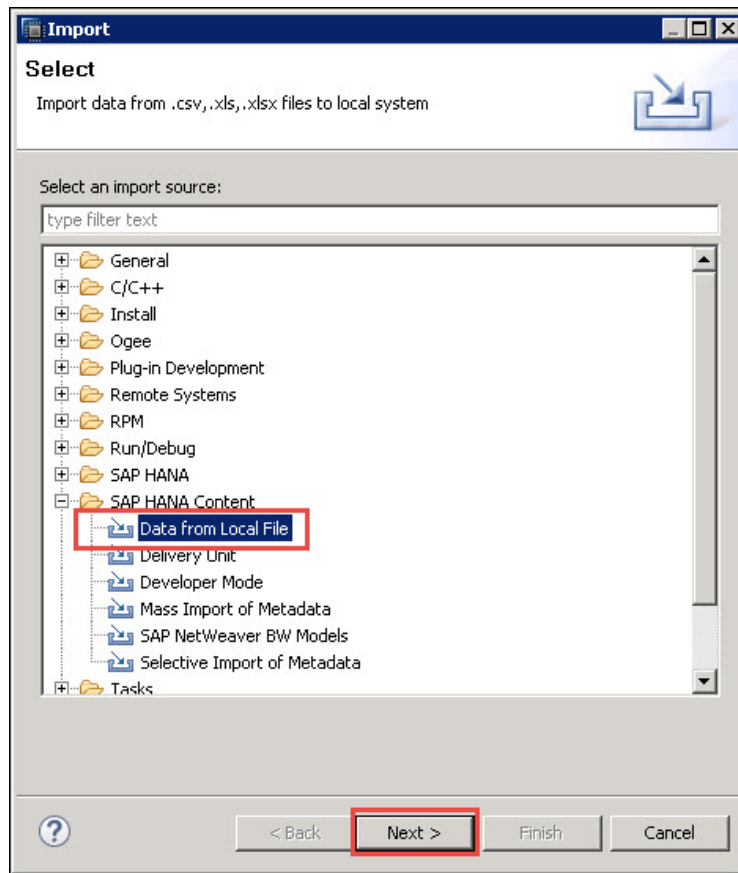 Import
Select
Import data from .csv,.xls,.xlsx files to local system
Select an import source:
type filter text
General
C/C++
Install
Ogee
Plug-in Development
Remote Systems
RPM
Run/Debug
SAP HANA
SAP HANA Content
Data from Local File
Delivery Unit
Developer Mode
Mass Import of Metadata
SAP NetWeaver BW Models
Selective Import of Metadata
Tasks
? < Back Next > Finish Cancel